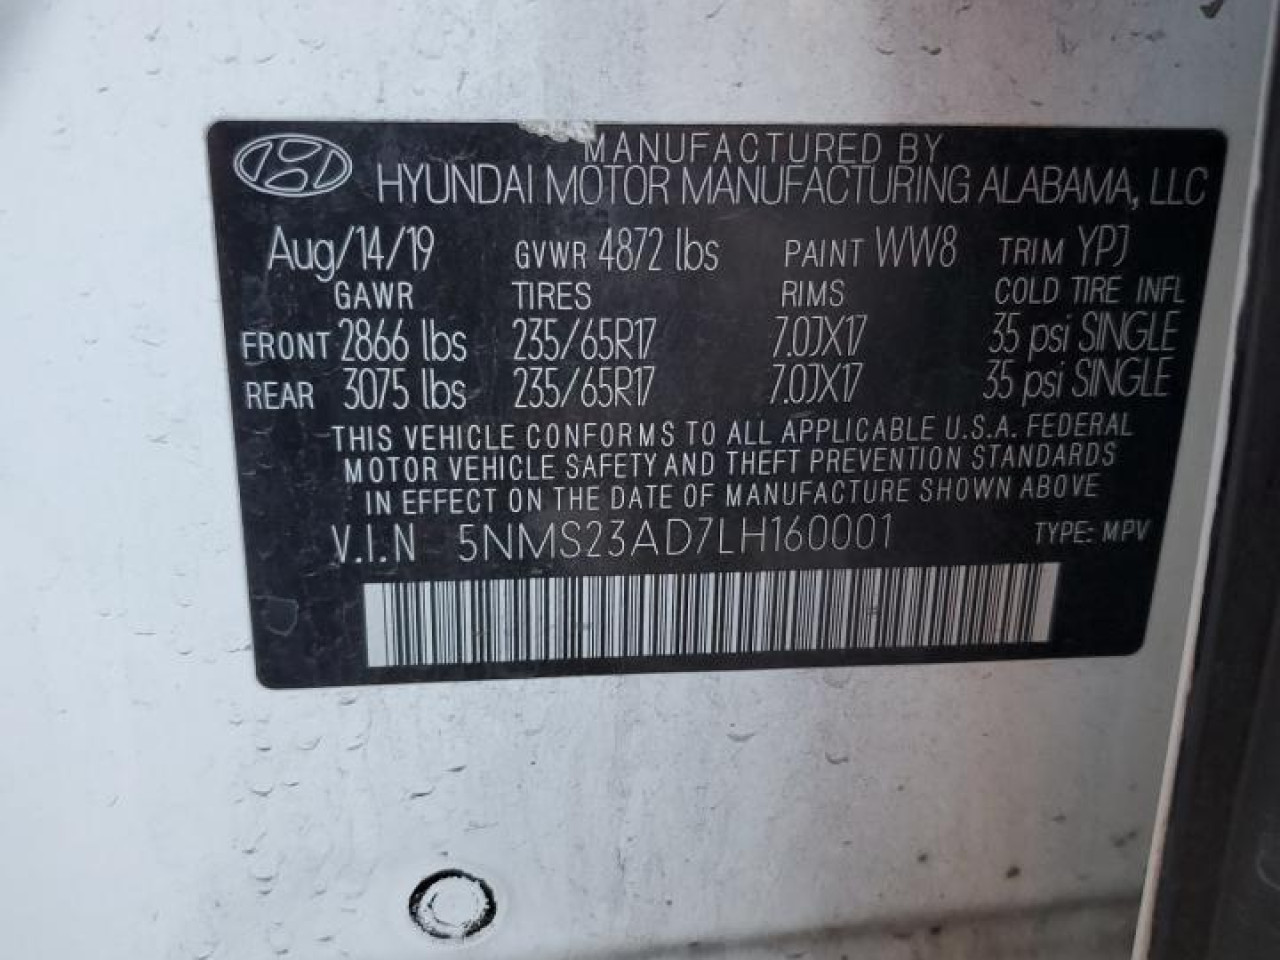 MANUFACTURED BY
HYUNDAI MOTOR MANUFACTURING ALABAMA, LLC
Aug/14/19 GVWR 4872 lbs PAINT WW8 TRIM YPJ
GAWR TIRES RIMS COLD TIRE INFL
FRONT 2866 lbs 235/65R17 7.0JX17 35 psi SINGLE
REAR 3075 lbs 235/65R17 7.0JX17 35 psi SINGLE
THIS VEHICLE CONFORMS TO ALL APPLICABLE U.S.A. FEDERAL
MOTOR VEHICLE SAFETY AND THEFT PREVENTION STANDARDS
IN EFFECT ON THE DATE OF MANUFACTURE SHOWN ABOVE
V.I.N 5NMS23AD7LH160001 TYPE: MPV